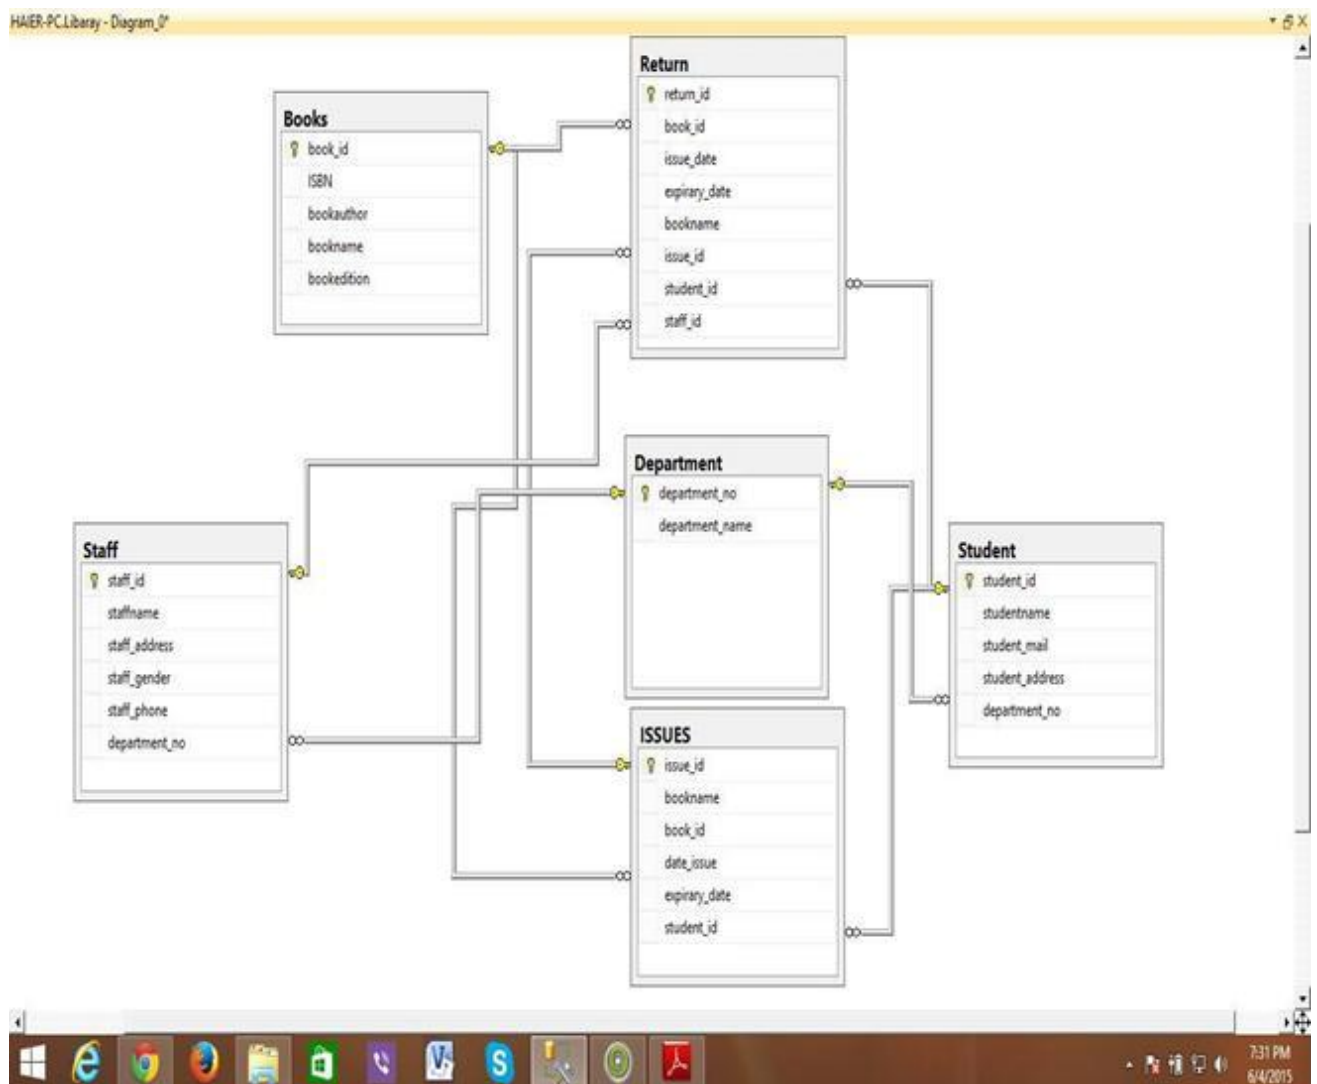 HAIER-PC.Libaray - Diagram_0*
Return
return_id
book_id
issue_date
expirary_date
bookname
issue_id
student_id
staff_id
Books
book_id
ISBN
bookauthor
bookname
bookedition
Department
department_no
department_name
Staff
staff_id
staffname
staff_address
staff_gender
staff_phone
department_no
Student
student_id
studentname
student_mail
student_address
department_no
ISSUES
issue_id
bookname
book_id
date_issue
expirary_date
student_id
7:31 PM
6/4/2015